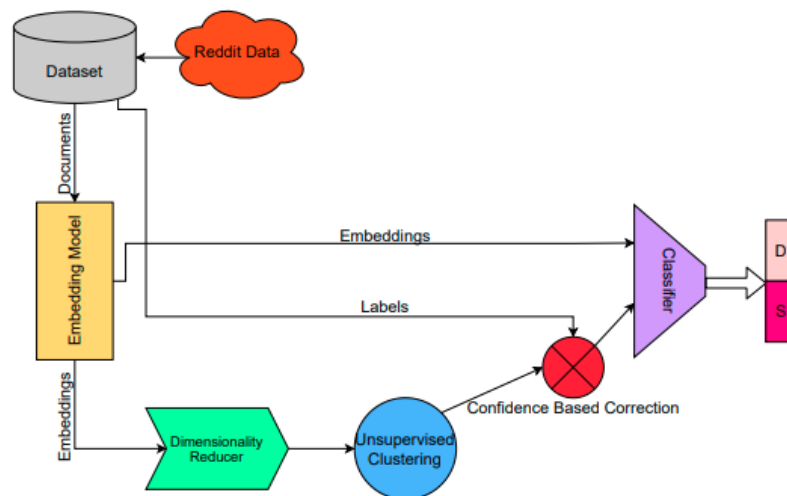 Reddit Data
Dataset
Documents
Embedding Model
Embeddings
Classifier
D
S
Labels
Confidence Based Correction
Embeddings
Dimensionality
Reducer
Unsupervised
Clustering